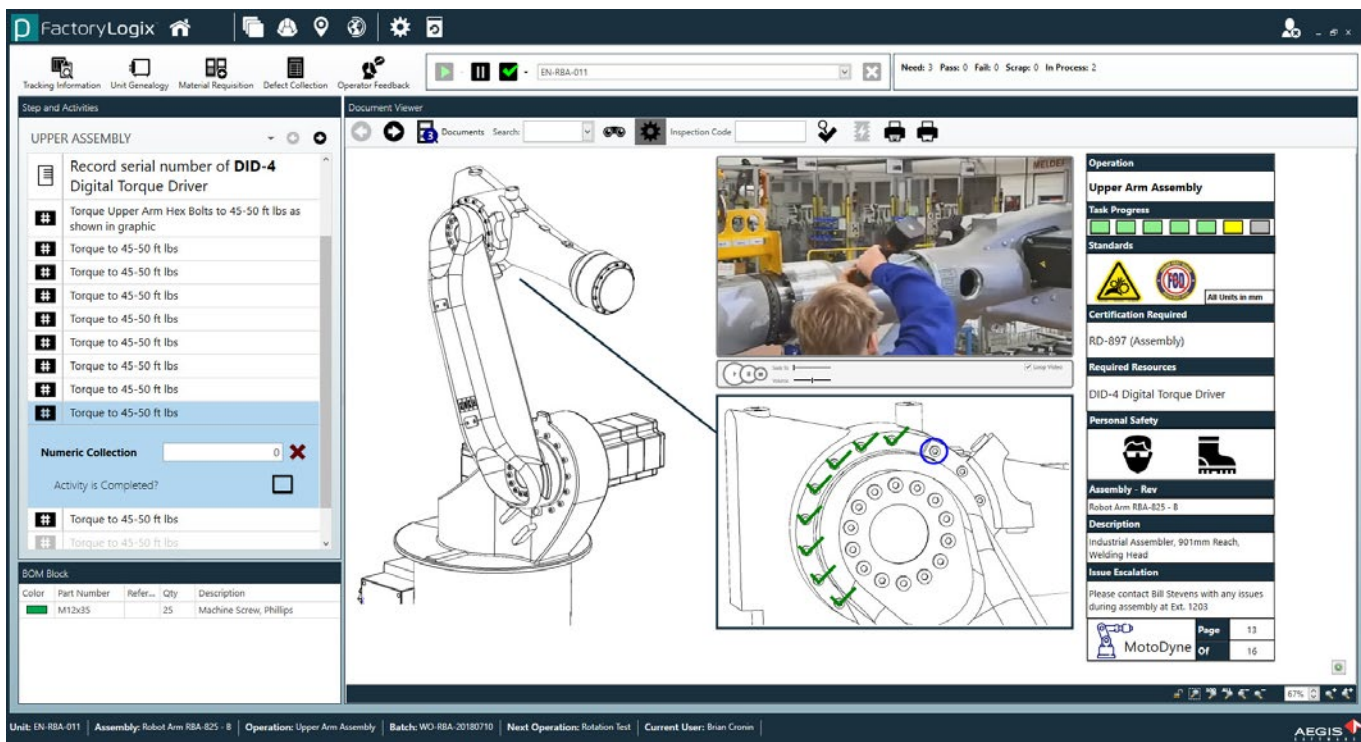 FactoryLogix
Tracking Information
Unit Genealogy
Material Requisition
Defect Collection
Operator Feedback
EN-RBA-011
Need: 3 Pass: 0 Fail: 0 Scrap: 0 In Process: 2
Step and Activities
UPPER ASSEMBLY
Record serial number of DID-4
Digital Torque Driver
Torque Upper Arm Hex Bolts to 45-50 ft lbs as
shown in graphic
Torque to 45-50 ft lbs
Torque to 45-50 ft lbs
Torque to 45-50 ft lbs
Torque to 45-50 ft lbs
Torque to 45-50 ft lbs
Torque to 45-50 ft lbs
Torque to 45-50 ft lbs
Torque to 45-50 ft lbs
Numeric Collection 0
Activity is Completed?
Torque to 45-50 ft lbs
Torque to 45-50 ft lbs
BOM Block
Color Part Number Refer... Qty Description
M12x35 25 Machine Screw, Phillips
Document Viewer
3 Documents Search: Inspection Code
Loop Video
Volume
Operation
Upper Arm Assembly
Task Progress
Standards
FOD
All Units in mm
Certification Required
RD-897 (Assembly)
Required Resources
DID-4 Digital Torque Driver
Personal Safety
Assembly - Rev
Robot Arm RBA-825 - B
Description
Industrial Assembler, 901mm Reach,
Welding Head
Issue Escalation
Please contact Bill Stevens with any issues
during assembly at Ext. 1203
MotoDyne
Page 13
Of 16
67%
Unit: EN-RBA-011 Assembly: Robot Arm RBA-825 - B Operation: Upper Arm Assembly Batch: WO-RBA-20180710 Next Operation: Rotation Test Current User: Brian Cronin
AEGIS
SOFTWARE